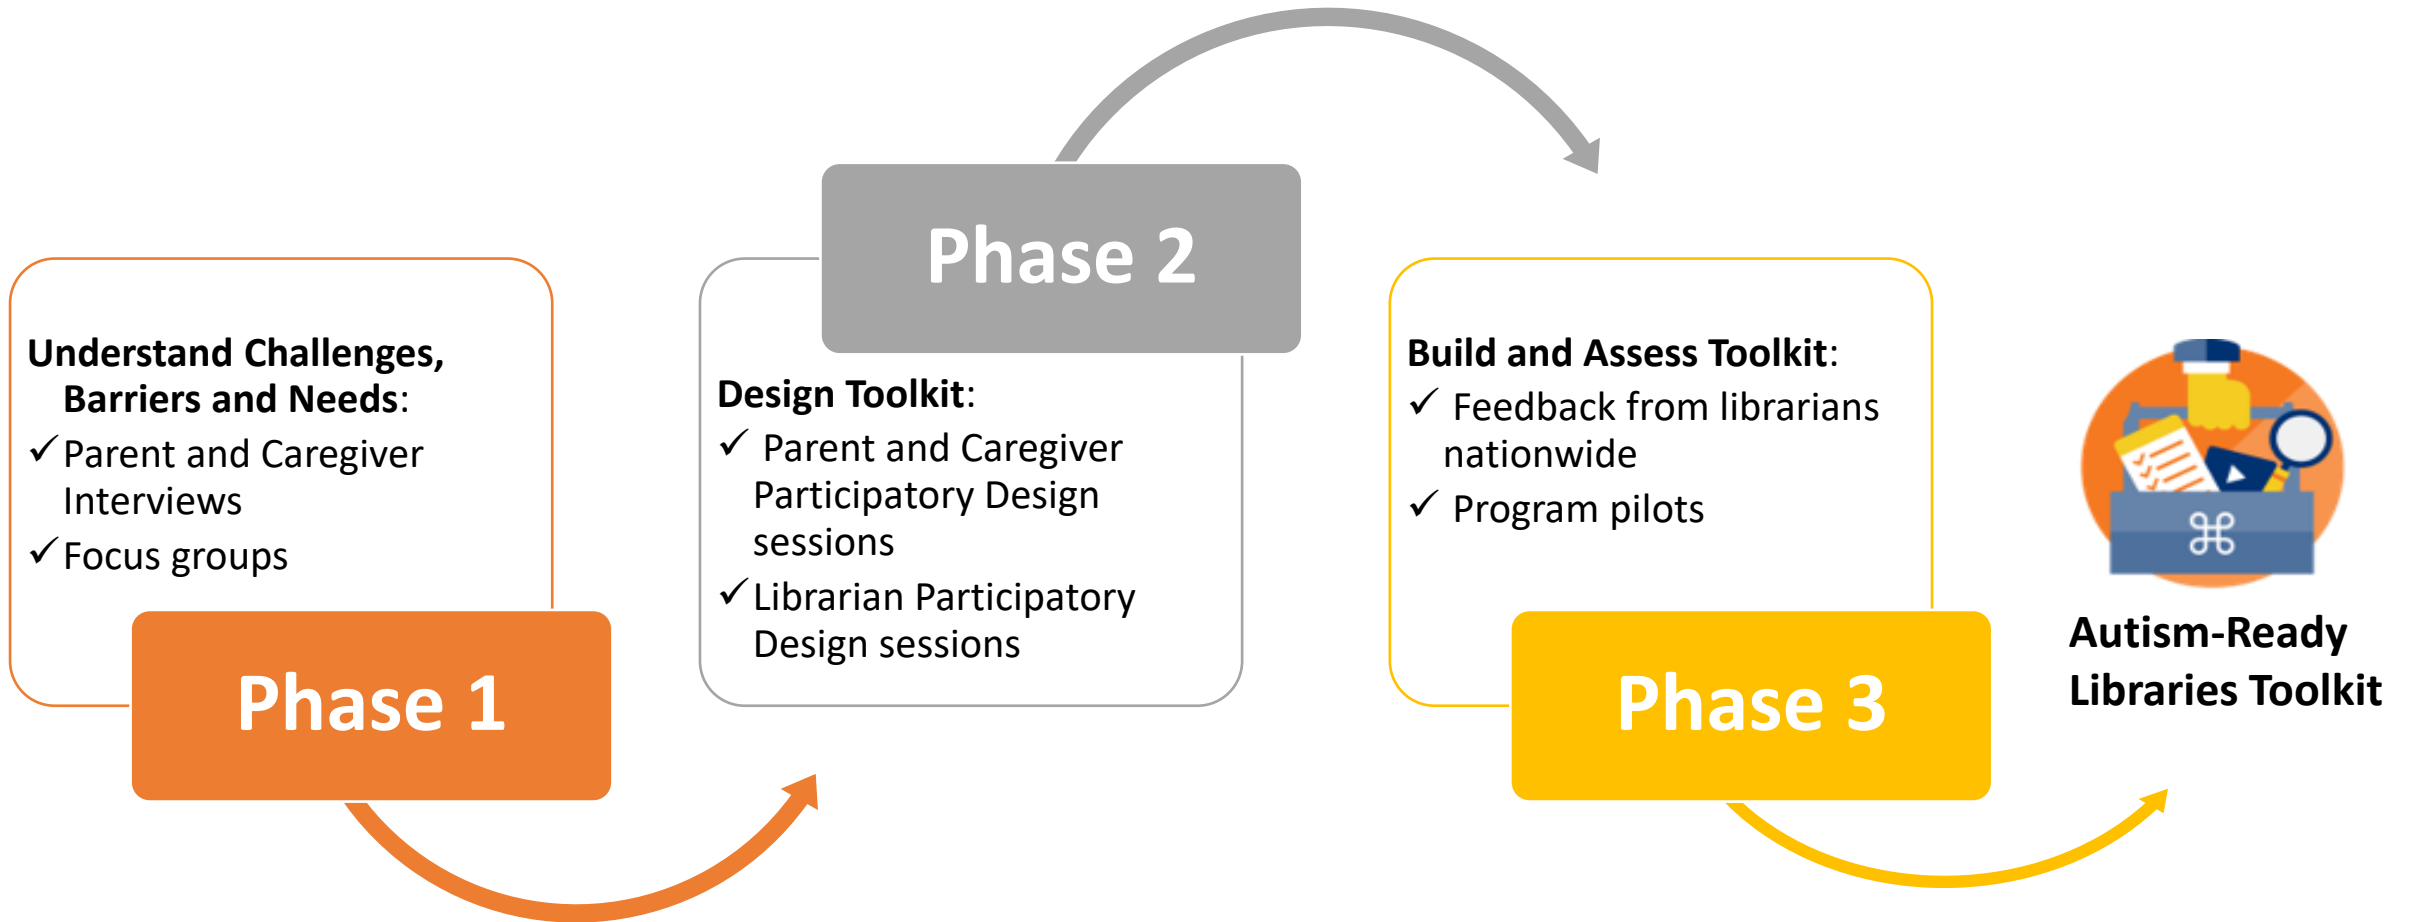 Understand Challenges,
Barriers and Needs:
✓ Parent and Caregiver
Interviews
✓ Focus groups
Phase 1
Phase 2
Design Toolkit:
✓ Parent and Caregiver
Participatory Design
sessions
✓ Librarian Participatory
Design sessions
Build and Assess Toolkit:
✓ Feedback from librarians
nationwide
✓ Program pilots
Phase 3
Autism-Ready
Libraries Toolkit